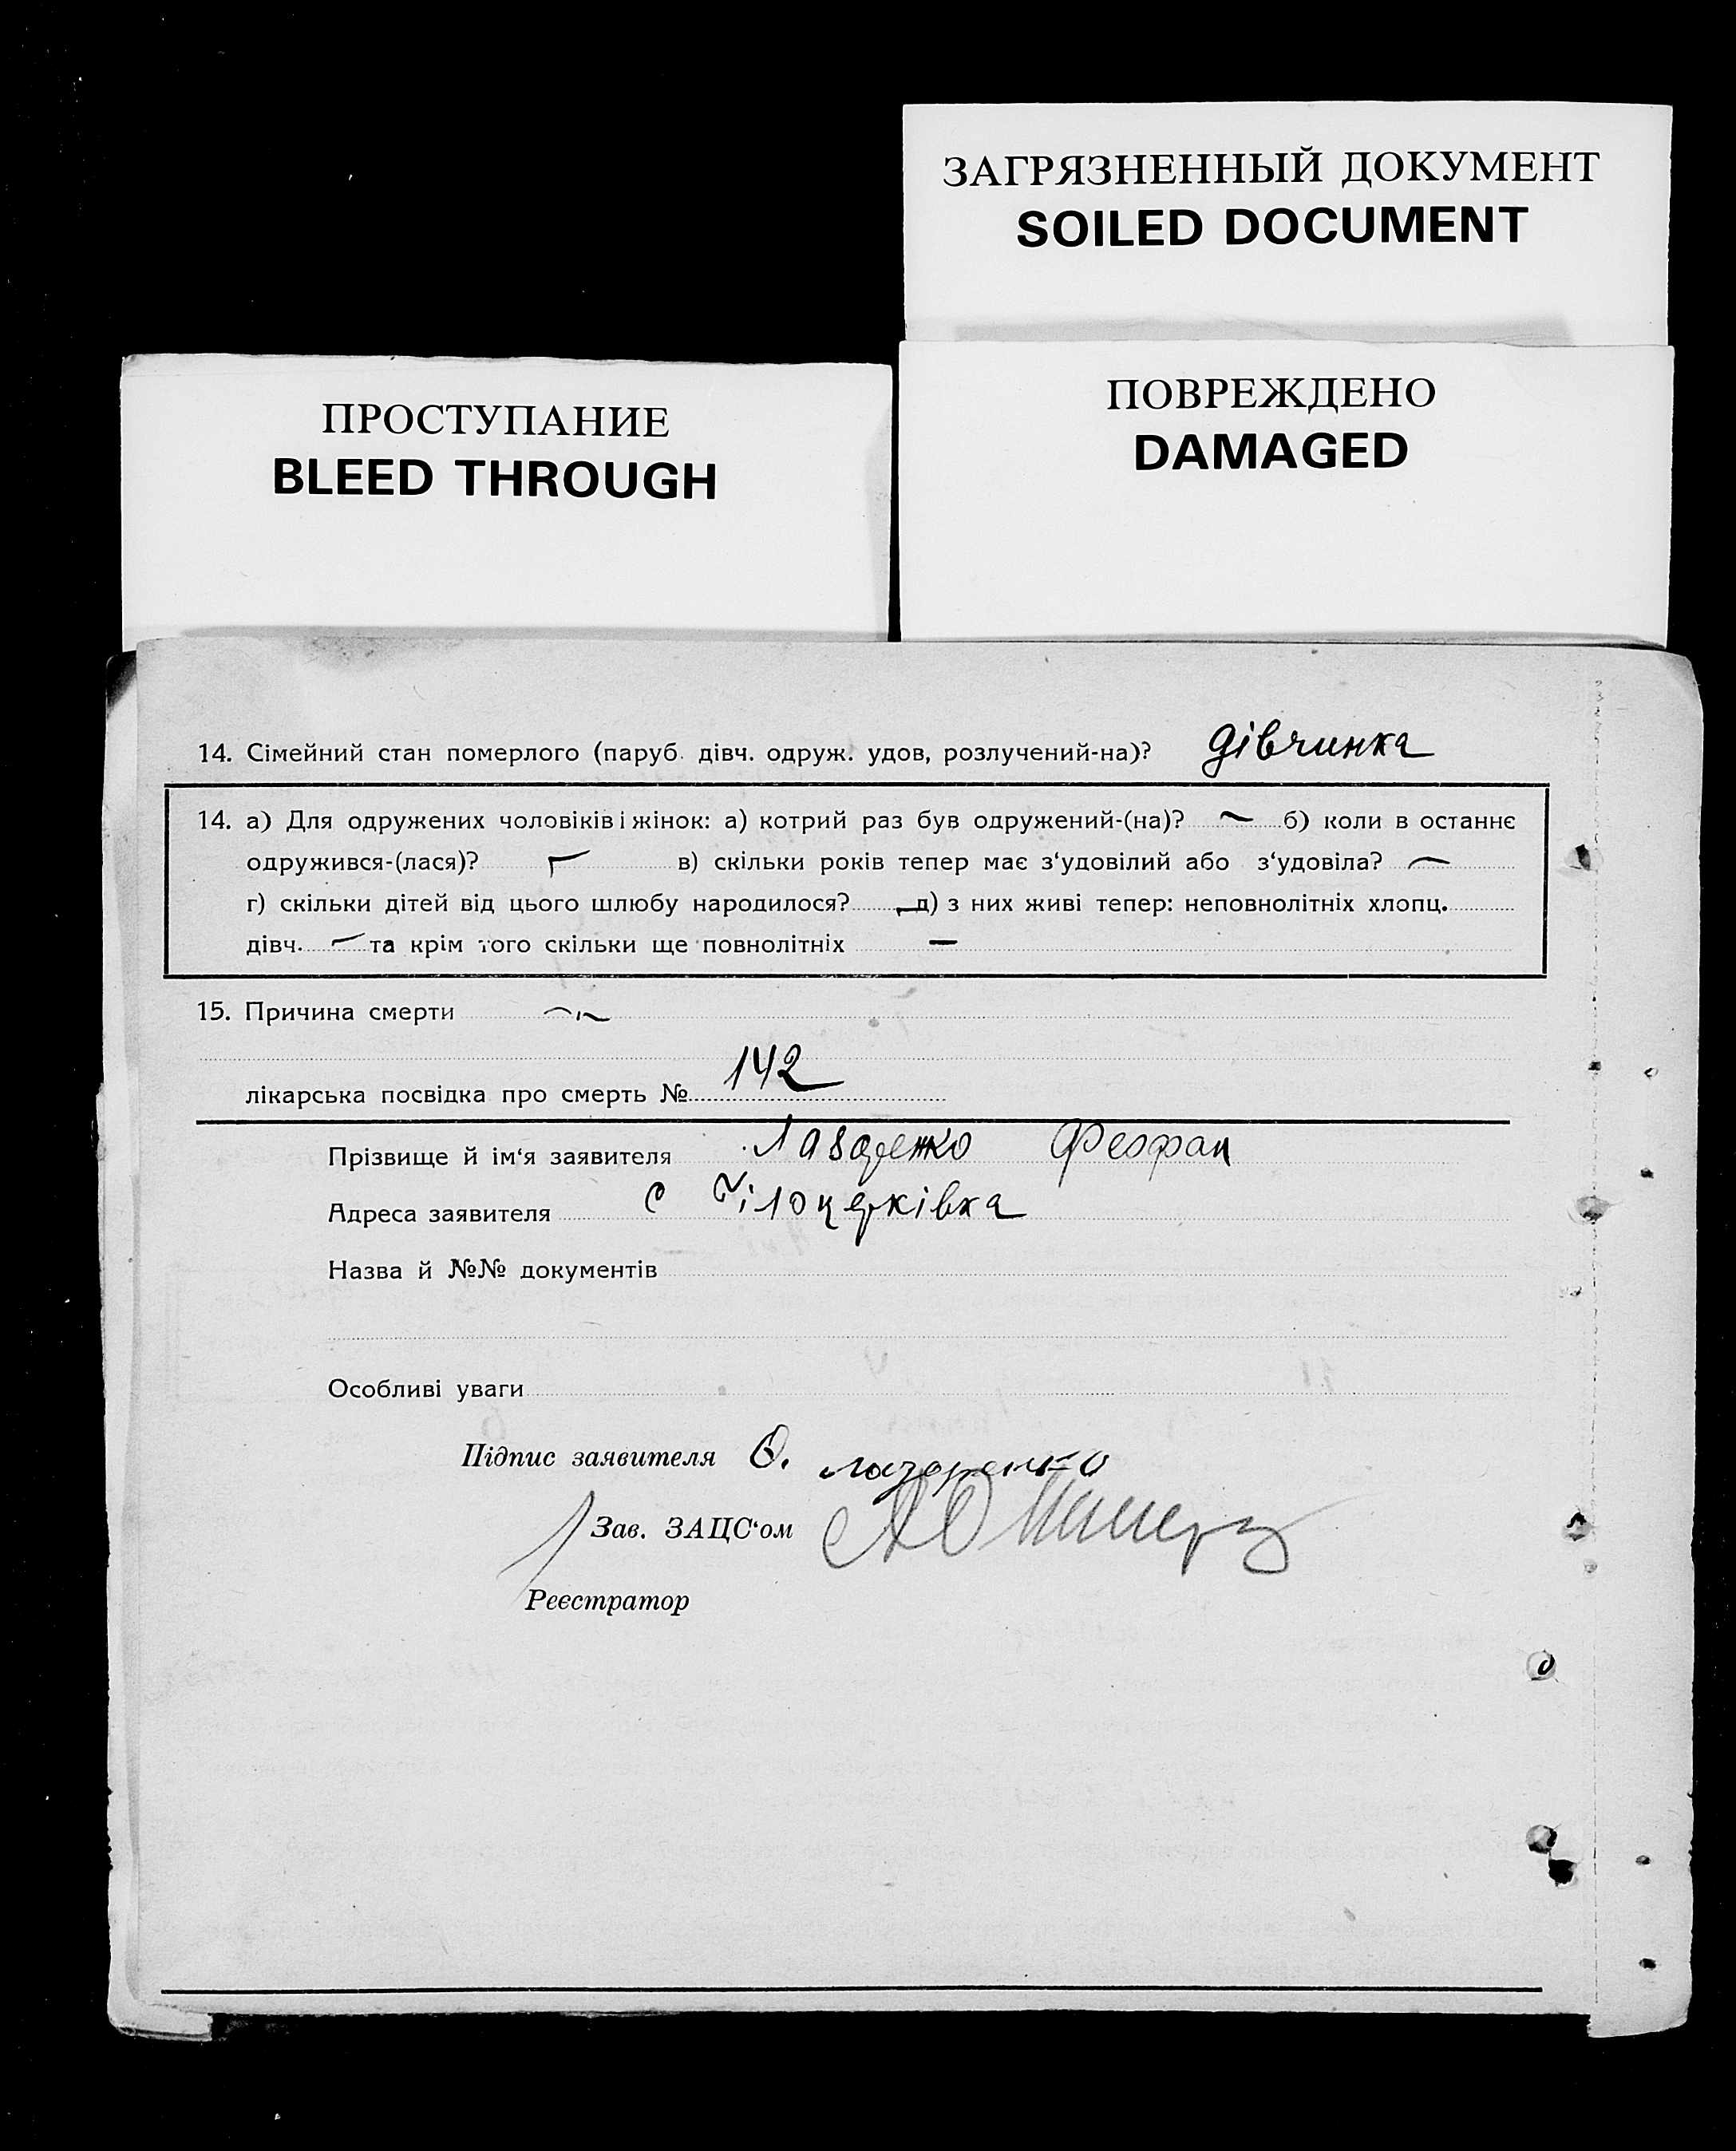 ЗАГРЯЗНЕННЫЙ ДОКУМЕНТ
SOILED DOCUMENT
ПРОСТУПАНИЕ
BLEED THROUGH
ПОВРЕЖДЕНО
DAMAGED
14. Сімейний стан померлого (паруб. дівч. одруж. удов, розлучений-на)? дівчинка
14. а) Для одружених чоловіків і жінок: а) котрий раз був одружений-(на)? б) коли в останнє
одружився-(лася)? в) скільки років тепер має з‘удовілий або з‘удовіла?
г) скільки дітей від цього шлюбу народилося? д) з них живі тепер: неповнолітніх хлопц.
дівч. та крім того скільки ще повнолітніх
15. Причина смерти
лікарська посвідка про смерть № 142
Прізвище й ім‘я заявителя Лазаренко Феофан
Адреса заявителя с Білоцерківка
Назва й №№ документів
Особливі уваги
Підпис заявителя Ѳ. Лазаренко
Зав. ЗАЦС‘ом
Реєстратор